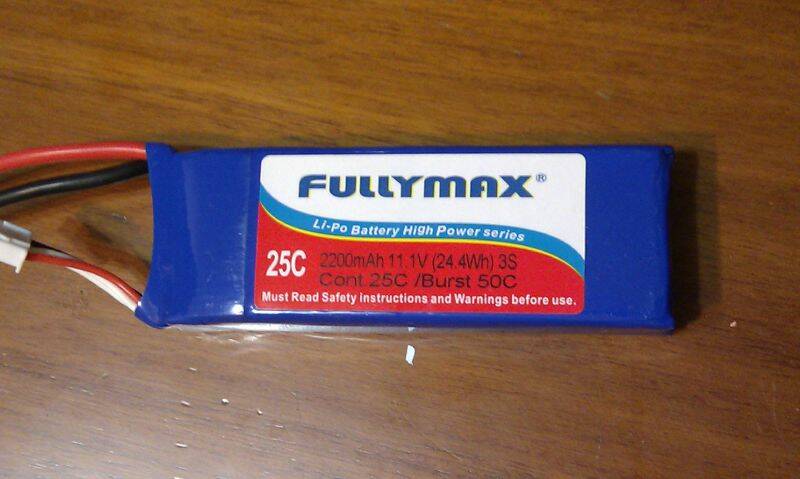 FULLYMAX®
Li-Po Battery High Power series
25C 2200mAh 11.1V (24.4Wh) 3S
Cont 25C /Burst 50C
Must Read Safety instructions and Warnings before use.